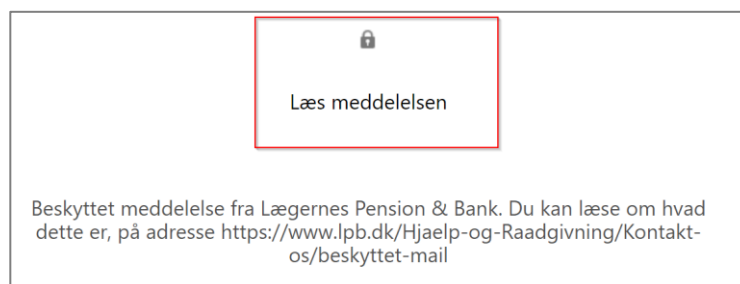 Læs meddelelsen
Beskyttet meddelelse fra Lægernes Pension & Bank. Du kan læse om hvad
dette er, på adresse https://www.lpb.dk/Hjaelp-og-Raadgivning/Kontakt-
os/beskyttet-mail